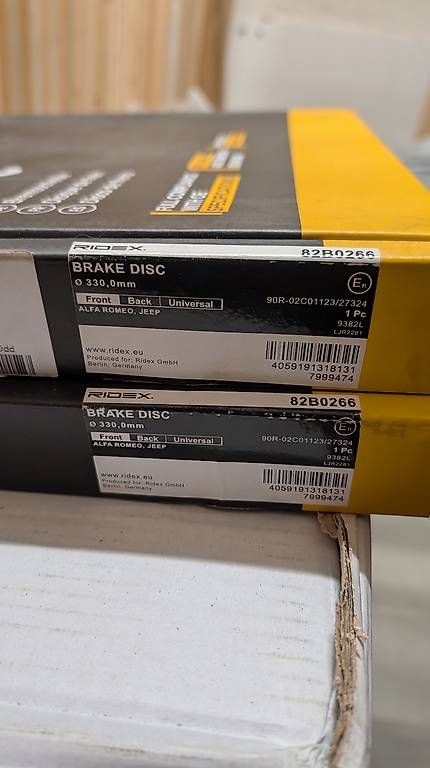 FULL
RANGE
SPECIFICATIONS
RIDEX. 82B0266
BRAKE DISC
Ø 330,0mm
Front Back Universal 90R-02C01123/27324
ALFA ROMEO, JEEP 1 Pc
9382L
LJR2281
www.ridex.eu
Produced for: Ridex GmbH
Berlin, Germany
4059191318131
7999474
RIDEX. 82B0266
BRAKE DISC
Ø 330,0mm
Front Back Universal 90R-02C01123/27324
ALFA ROMEO, JEEP 1 Pc
9382L
LJR2281
www.ridex.eu
Produced for: Ridex GmbH
Berlin, Germany
4059191318131
7999474